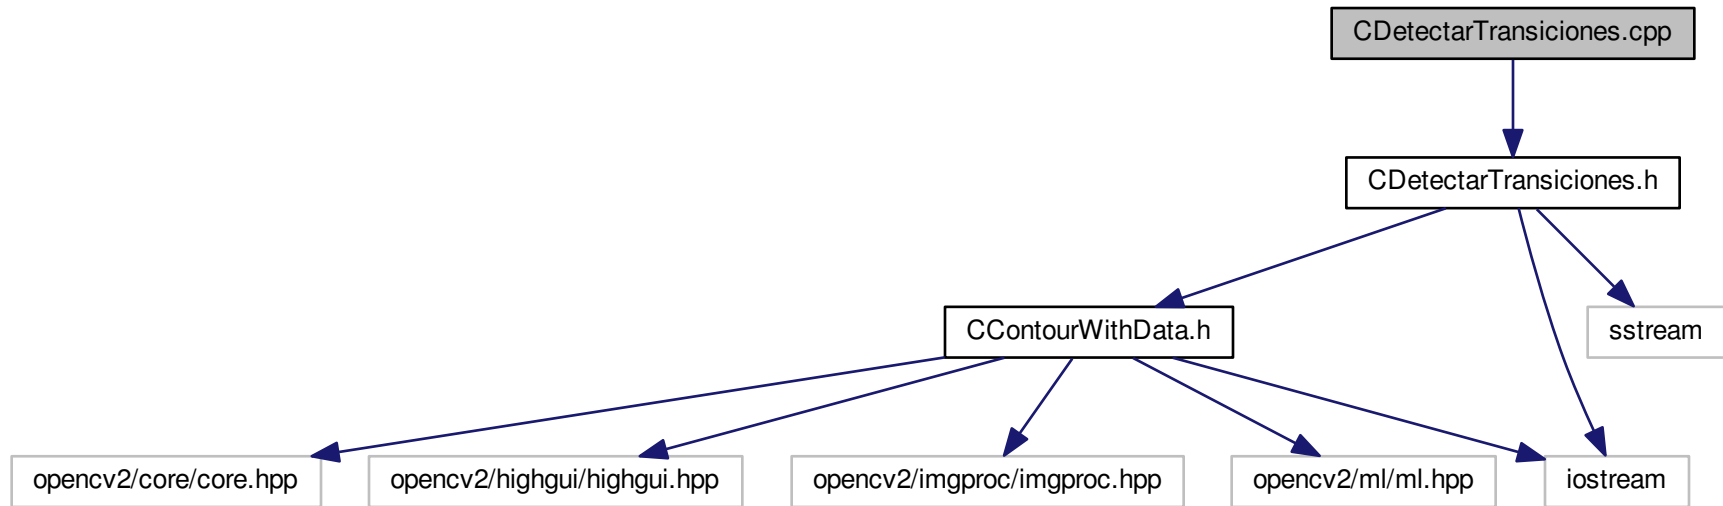 CDetectarTransiciones.cpp
CDetectarTransiciones.h
CContourWithData.h
sstream
opencv2/core/core.hpp
opencv2/highgui/highgui.hpp
opencv2/imgproc/imgproc.hpp
opencv2/ml/ml.hpp
iostream